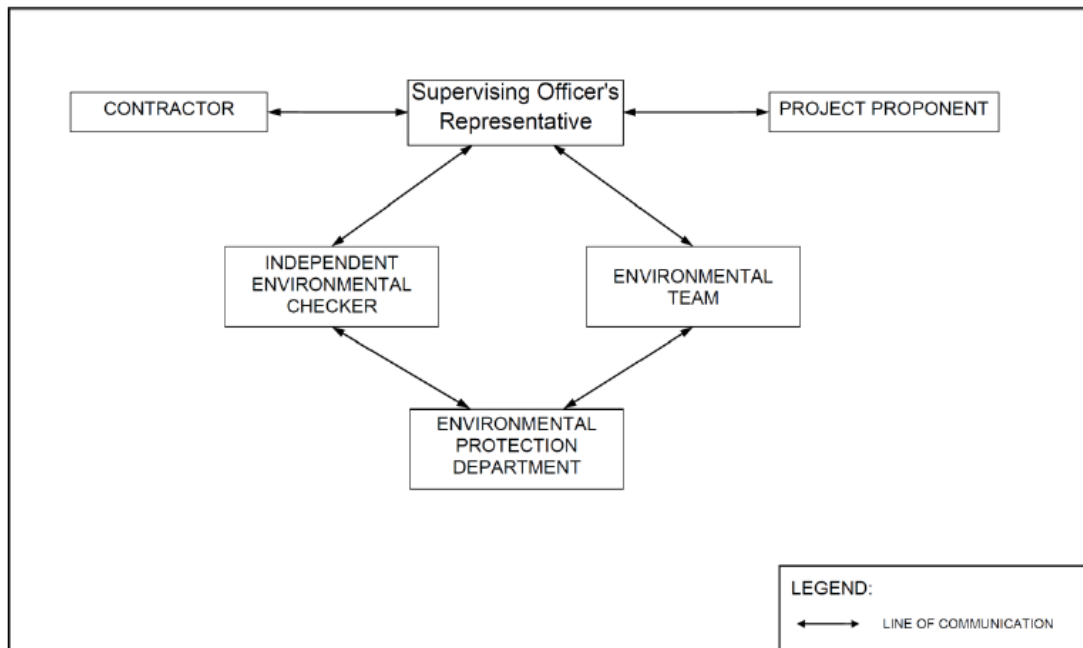 CONTRACTOR
Supervising Officer's
Representative
PROJECT PROPONENT
INDEPENDENT
ENVIRONMENTAL
CHECKER
ENVIRONMENTAL
TEAM
ENVIRONMENTAL
PROTECTION
DEPARTMENT
LEGEND:
LINE OF COMMUNICATION